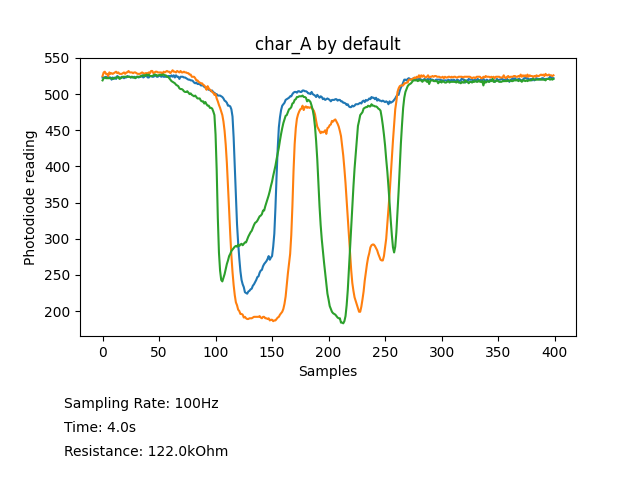 char_A by default
550
500
450
400
350
300
250
200
Photodiode reading
0 50 100 150 200 250 300 350 400
Samples
Sampling Rate: 100Hz
Time: 4.0s
Resistance: 122.0kOhm